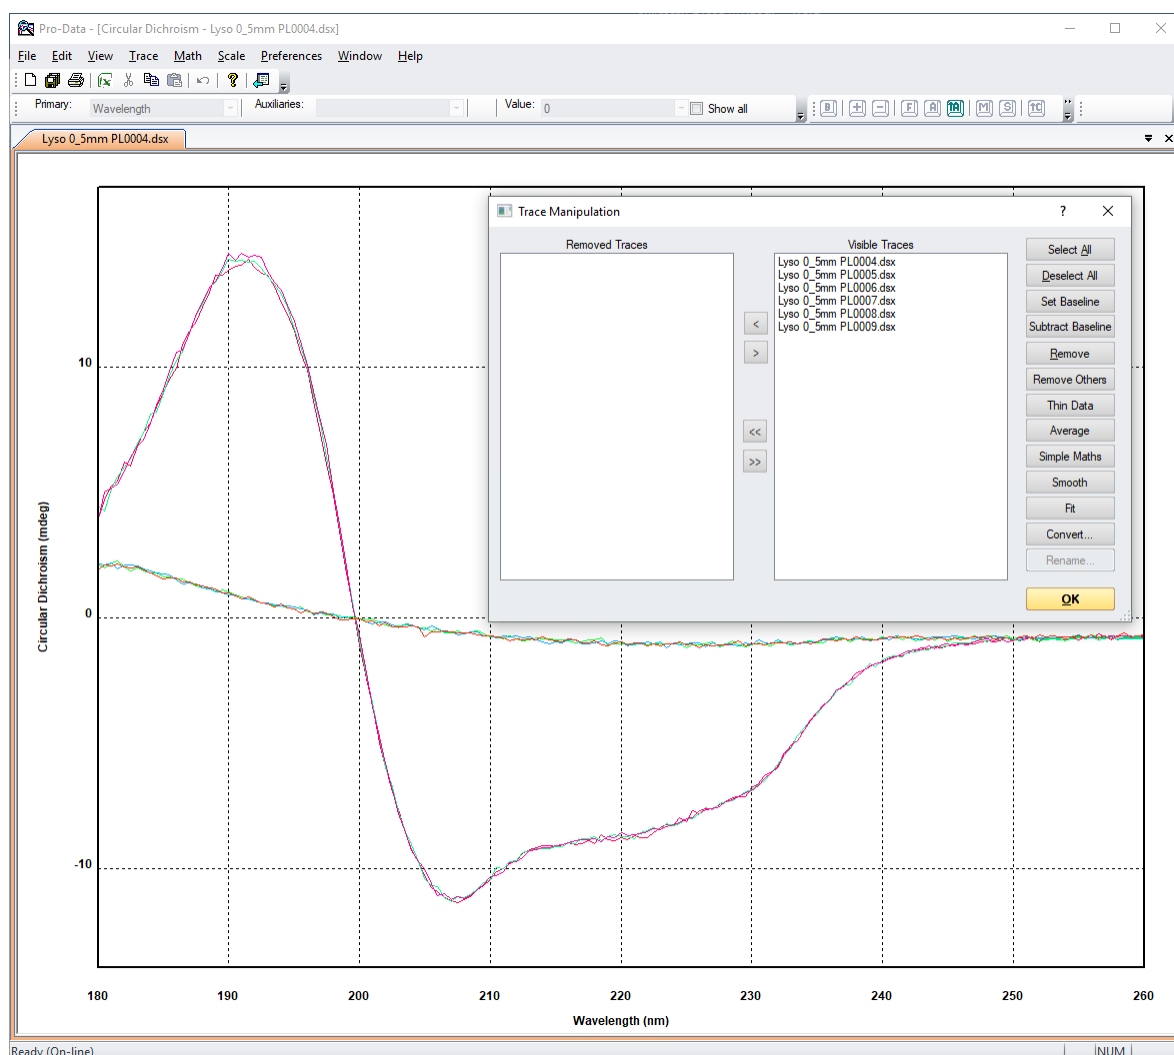 Pro-Data - [Circular Dichroism - Lyso 0_5mm PL0004.dsx]
File Edit View Trace Math Scale Preferences Window Help
Primary: Wavelength Auxiliaries: Value: 0 Show all
B F A 1A M S 1C
Lyso 0_5mm PL0004.dsx
Trace Manipulation
Removed Traces
Visible Traces
Lyso 0_5mm PL0004.dsx
Lyso 0_5mm PL0005.dsx
Lyso 0_5mm PL0006.dsx
Lyso 0_5mm PL0007.dsx
Lyso 0_5mm PL0008.dsx
Lyso 0_5mm PL0009.dsx
<
>
<<
>>
Select All
Deselect All
Set Baseline
Subtract Baseline
Remove
Remove Others
Thin Data
Average
Simple Maths
Smooth
Fit
Convert...
Rename...
OK
10
0
-10
Circular Dichroism (mdeg)
180 190 200 210 220 230 240 250 260
Wavelength (nm)
Ready (On-line) NUM